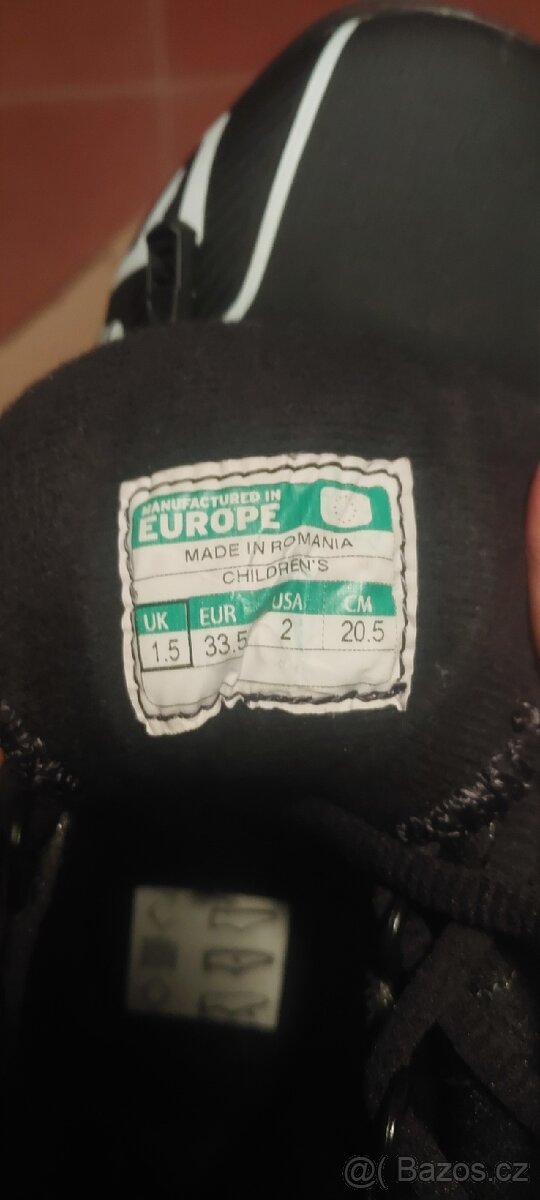 MANUFACTURED IN
EUROPE
MADE IN ROMANIA
CHILDREN'S
UK EUR USA CM
1.5 33.5 2 20.5
@( Bazos.cz